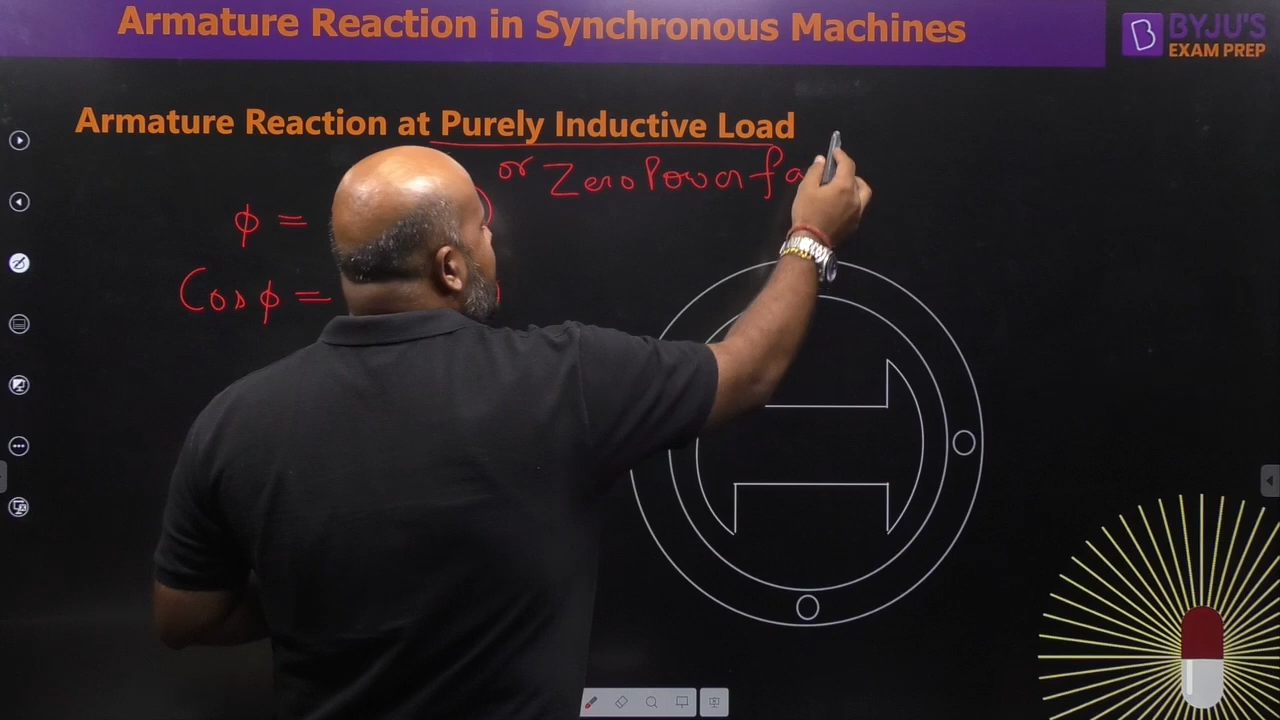 Armature Reaction in Synchronous Machines
BYJU'S
EXAM PREP
Armature Reaction at Purely Inductive Load
or Zero Power fa
φ =
Cos φ =